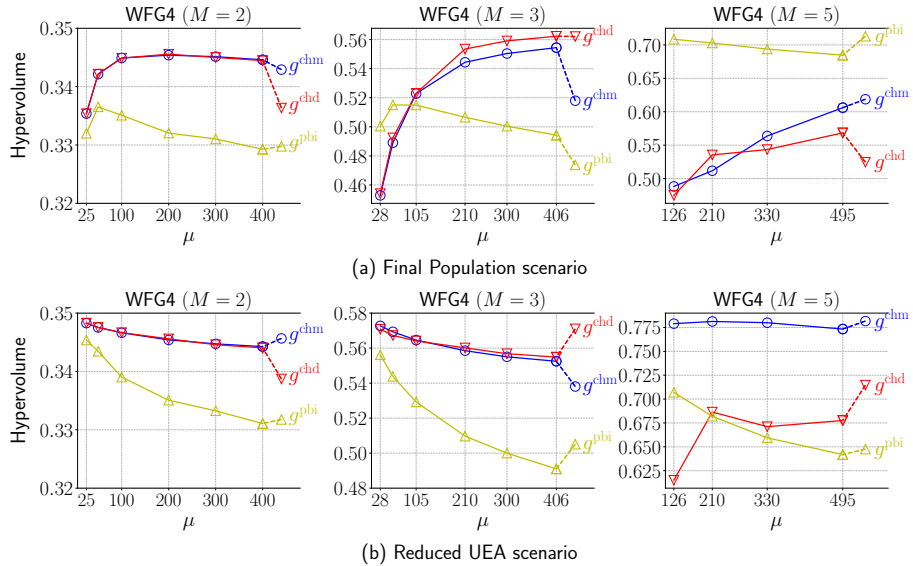 WFG4 (M = 2)
WFG4 (M = 3)
WFG4 (M = 5)
Hypervolume
0.35
0.34
0.33
0.32
25 100 200 300 400
μ
g^chm
g^chd
g^pbi
0.56
0.54
0.52
0.50
0.48
0.46
28 105 210 300 406
μ
g^chd
g^chm
g^pbi
0.70
0.65
0.60
0.55
0.50
126 210 330 495
μ
g^pbi
g^chm
g^chd
(a) Final Population scenario
WFG4 (M = 2)
WFG4 (M = 3)
WFG4 (M = 5)
Hypervolume
0.35
0.34
0.33
0.32
25 100 200 300 400
μ
g^chm
g^chd
g^pbi
0.58
0.56
0.54
0.52
0.50
0.48
28 105 210 300 406
μ
g^chd
g^chm
g^pbi
0.775
0.750
0.725
0.700
0.675
0.650
0.625
126 210 330 495
μ
g^chm
g^chd
g^pbi
(b) Reduced UEA scenario